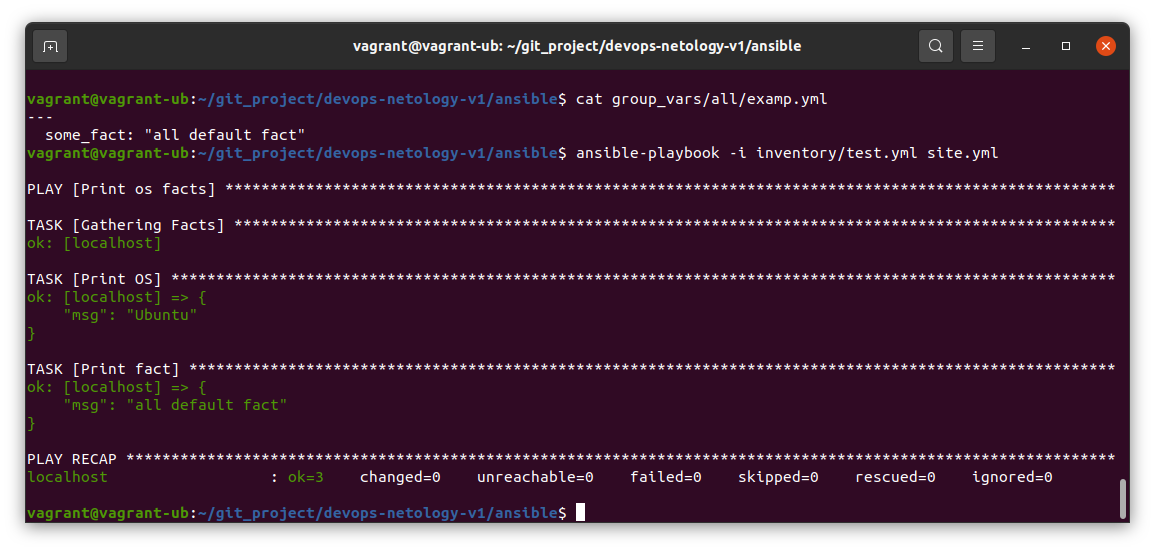 vagrant@vagrant-ub: ~/git_project/devops-netology-v1/ansible
vagrant@vagrant-ub:~/git_project/devops-netology-v1/ansible$ cat group_vars/all/examp.yml
---
  some_fact: "all default fact"
vagrant@vagrant-ub:~/git_project/devops-netology-v1/ansible$ ansible-playbook -i inventory/test.yml site.yml

PLAY [Print os facts] ***************************************************************************************************

TASK [Gathering Facts] **************************************************************************************************
ok: [localhost]

TASK [Print OS] *********************************************************************************************************
ok: [localhost] => {
    "msg": "Ubuntu"
}

TASK [Print fact] *******************************************************************************************************
ok: [localhost] => {
    "msg": "all default fact"
}

PLAY RECAP **************************************************************************************************************
localhost                  : ok=3    changed=0    unreachable=0    failed=0    skipped=0    rescued=0    ignored=0

vagrant@vagrant-ub:~/git_project/devops-netology-v1/ansible$